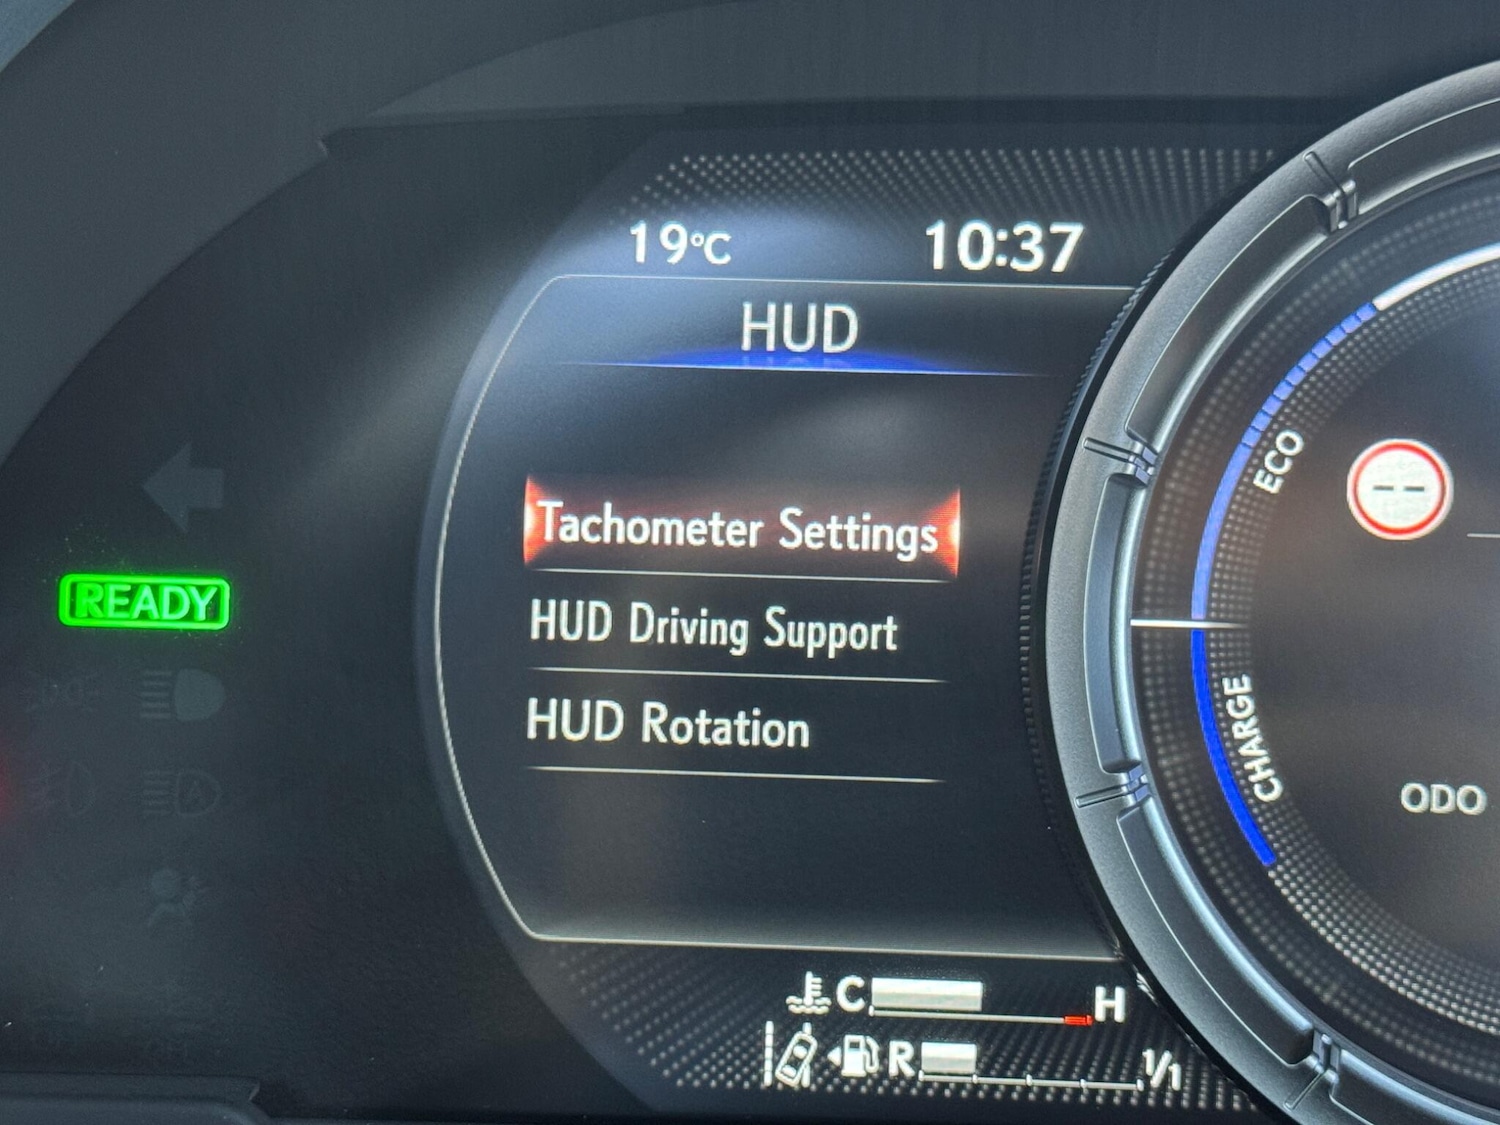 19°C 10:37
HUD
Tachometer Settings
HUD Driving Support
HUD Rotation
READY
ECO
CHARGE
--
ODO
C H
R 1/1